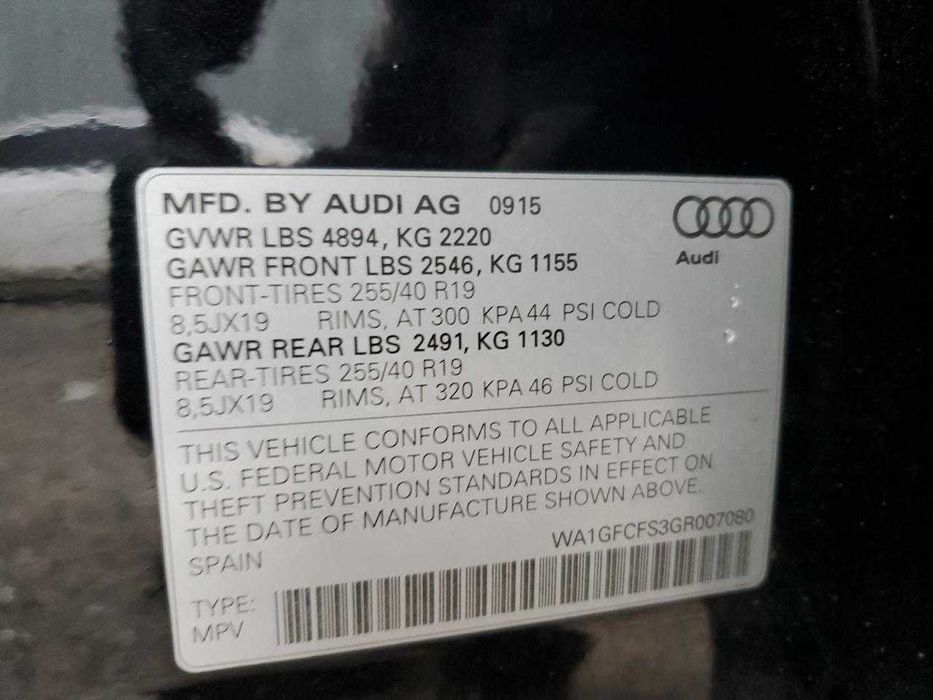 MFD. BY AUDI AG 0915
Audi
GVWR LBS 4894, KG 2220
GAWR FRONT LBS 2546, KG 1155
FRONT-TIRES 255/40 R19
8,5JX19 RIMS, AT 300 KPA 44 PSI COLD
GAWR REAR LBS 2491, KG 1130
REAR-TIRES 255/40 R19
8,5JX19 RIMS, AT 320 KPA 46 PSI COLD
THIS VEHICLE CONFORMS TO ALL APPLICABLE
U.S. FEDERAL MOTOR VEHICLE SAFETY AND
THEFT PREVENTION STANDARDS IN EFFECT ON
THE DATE OF MANUFACTURE SHOWN ABOVE.
SPAIN WA1GFCFS3GR007080
TYPE:
MPV